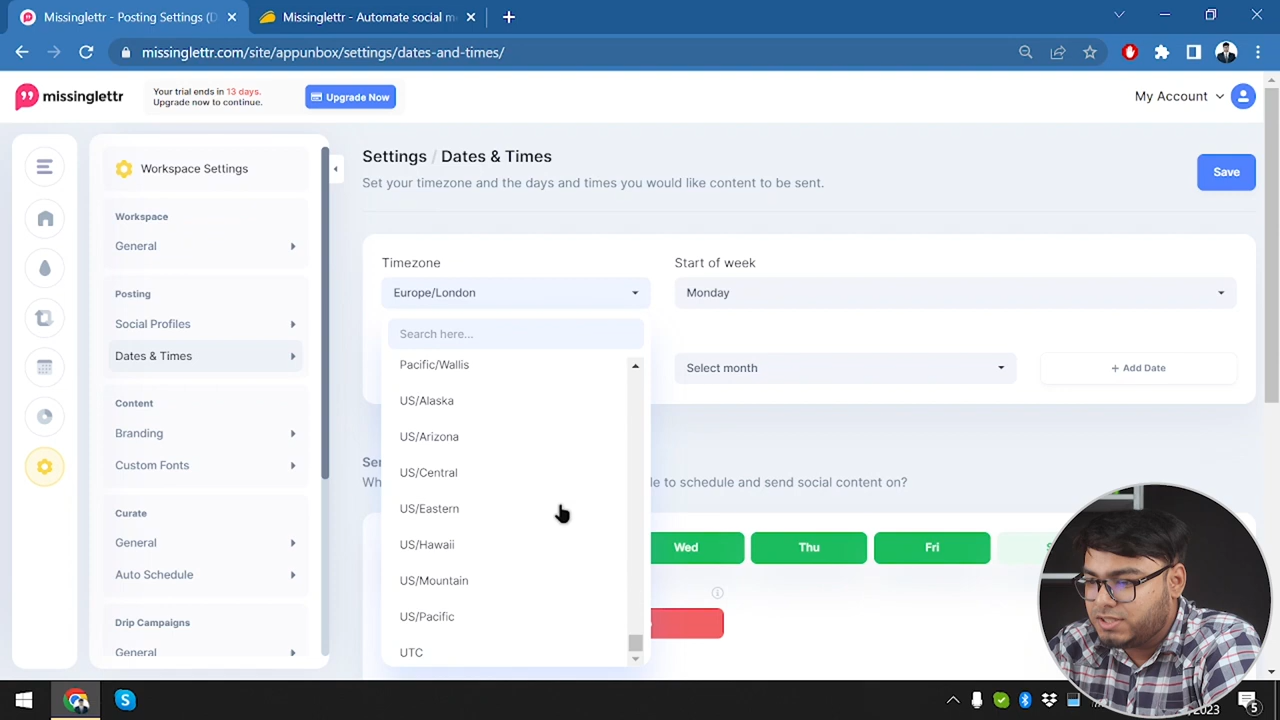 Missinglettr - Posting Settings (D
Missinglettr - Automate social m
missinglettr.com/site/appunbox/settings/dates-and-times/
missinglettr
Your trial ends in 13 days.
Upgrade now to continue.
Upgrade Now
My Account
Workspace Settings
Workspace
General
Posting
Social Profiles
Dates & Times
Content
Branding
Custom Fonts
Curate
General
Auto Schedule
Drip Campaigns
General
Settings / Dates & Times
Set your timezone and the days and times you would like content to be sent.
Save
Timezone
Europe/London
Search here...
Pacific/Wallis
US/Alaska
US/Arizona
US/Central
US/Eastern
US/Hawaii
US/Mountain
US/Pacific
UTC
Start of week
Monday
Select month
+ Add Date
Se
Wh
le to schedule and send social content on?
Wed
Thu
Fri
S
2023
5